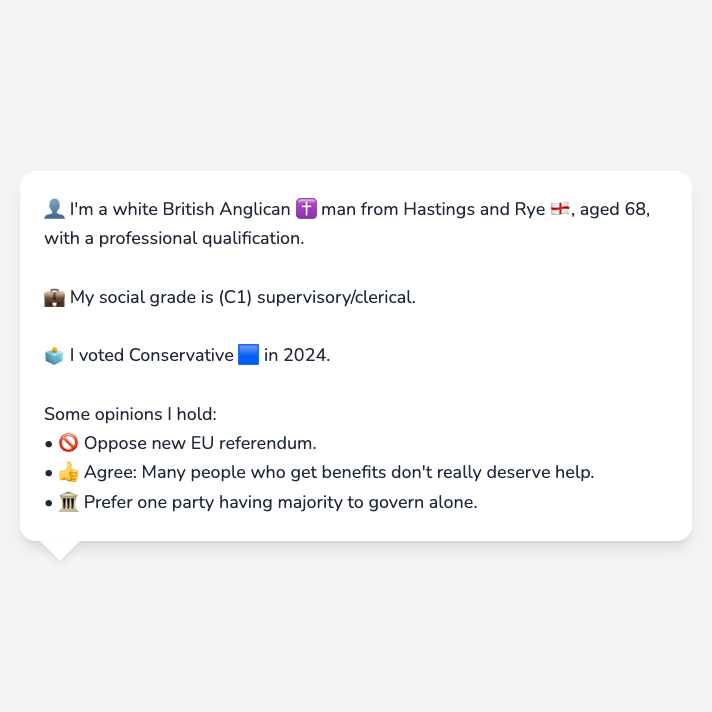 👤 I'm a white British Anglican ✝️ man from Hastings and Rye 🏴󠁧󠁢󠁥󠁮󠁧󠁿, aged 68,
with a professional qualification.
💼 My social grade is (C1) supervisory/clerical.
🗳️ I voted Conservative 🟦 in 2024.
Some opinions I hold:
• 🚫 Oppose new EU referendum.
• 👍 Agree: Many people who get benefits don't really deserve help.
• 🏛️ Prefer one party having majority to govern alone.